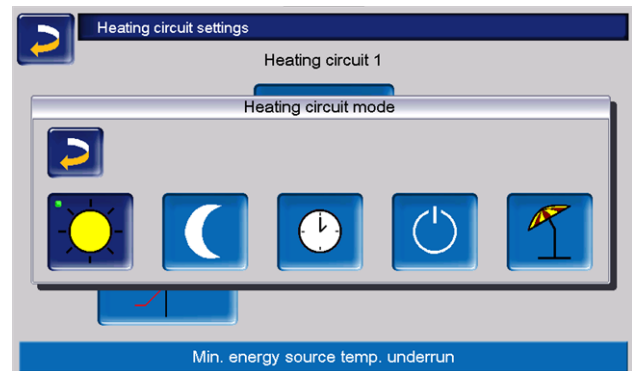 Heating circuit settings
Heating circuit 1
Heating circuit mode
Min. energy source temp. underrun